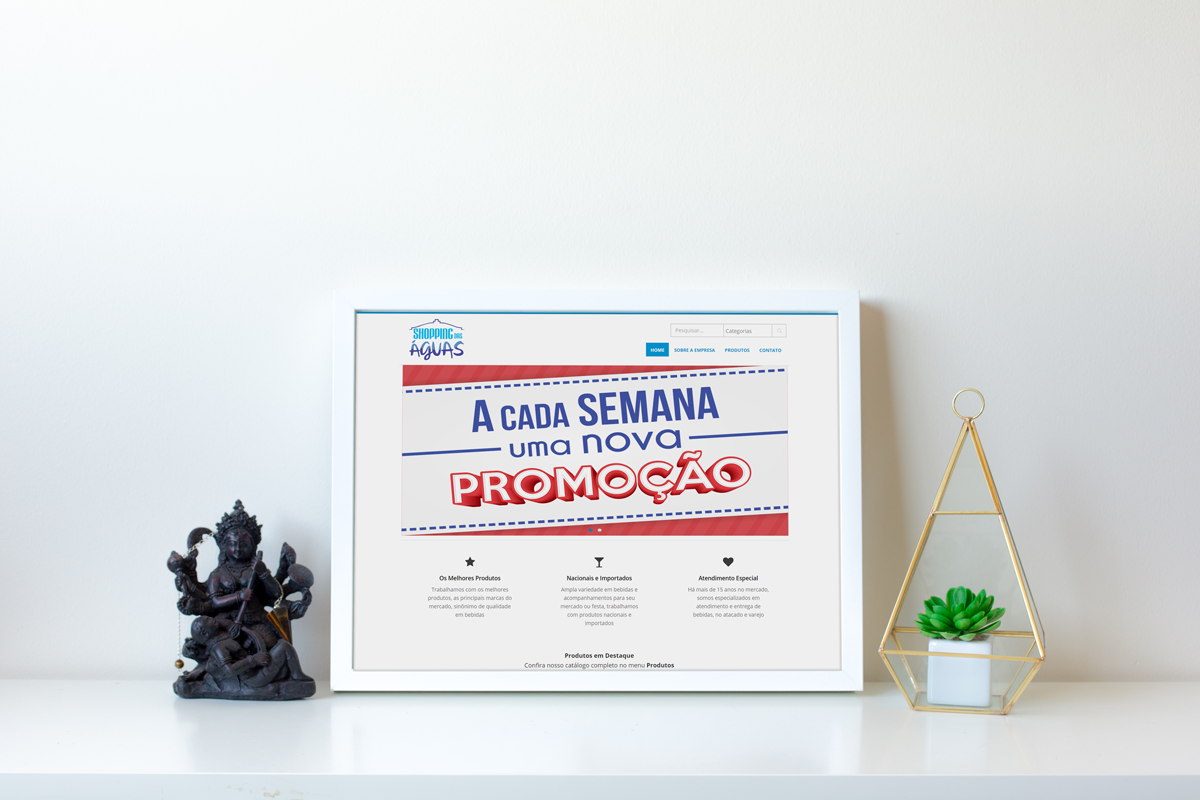 SHOPPING DAS
ÁGUAS
Pesquisar...
Categorias
HOME
SOBRE A EMPRESA
PRODUTOS
CONTATO
A CADA SEMANA
uma nova
PROMOÇÃO
Os Melhores Produtos
Trabalhamos com os melhores
produtos, as principais marcas do
mercado, sinônimo de qualidade
em bebidas
Nacionais e Importados
Ampla variedade em bebidas e
acompanhamentos para seu
mercado ou festa, trabalhamos
com produtos nacionais e
importados
Atendimento Especial
Há mais de 15 anos no mercado,
somos especializados em
atendimento e entrega de
bebidas, no atacado e varejo
Produtos em Destaque
Confira nosso catálogo completo no menu Produtos